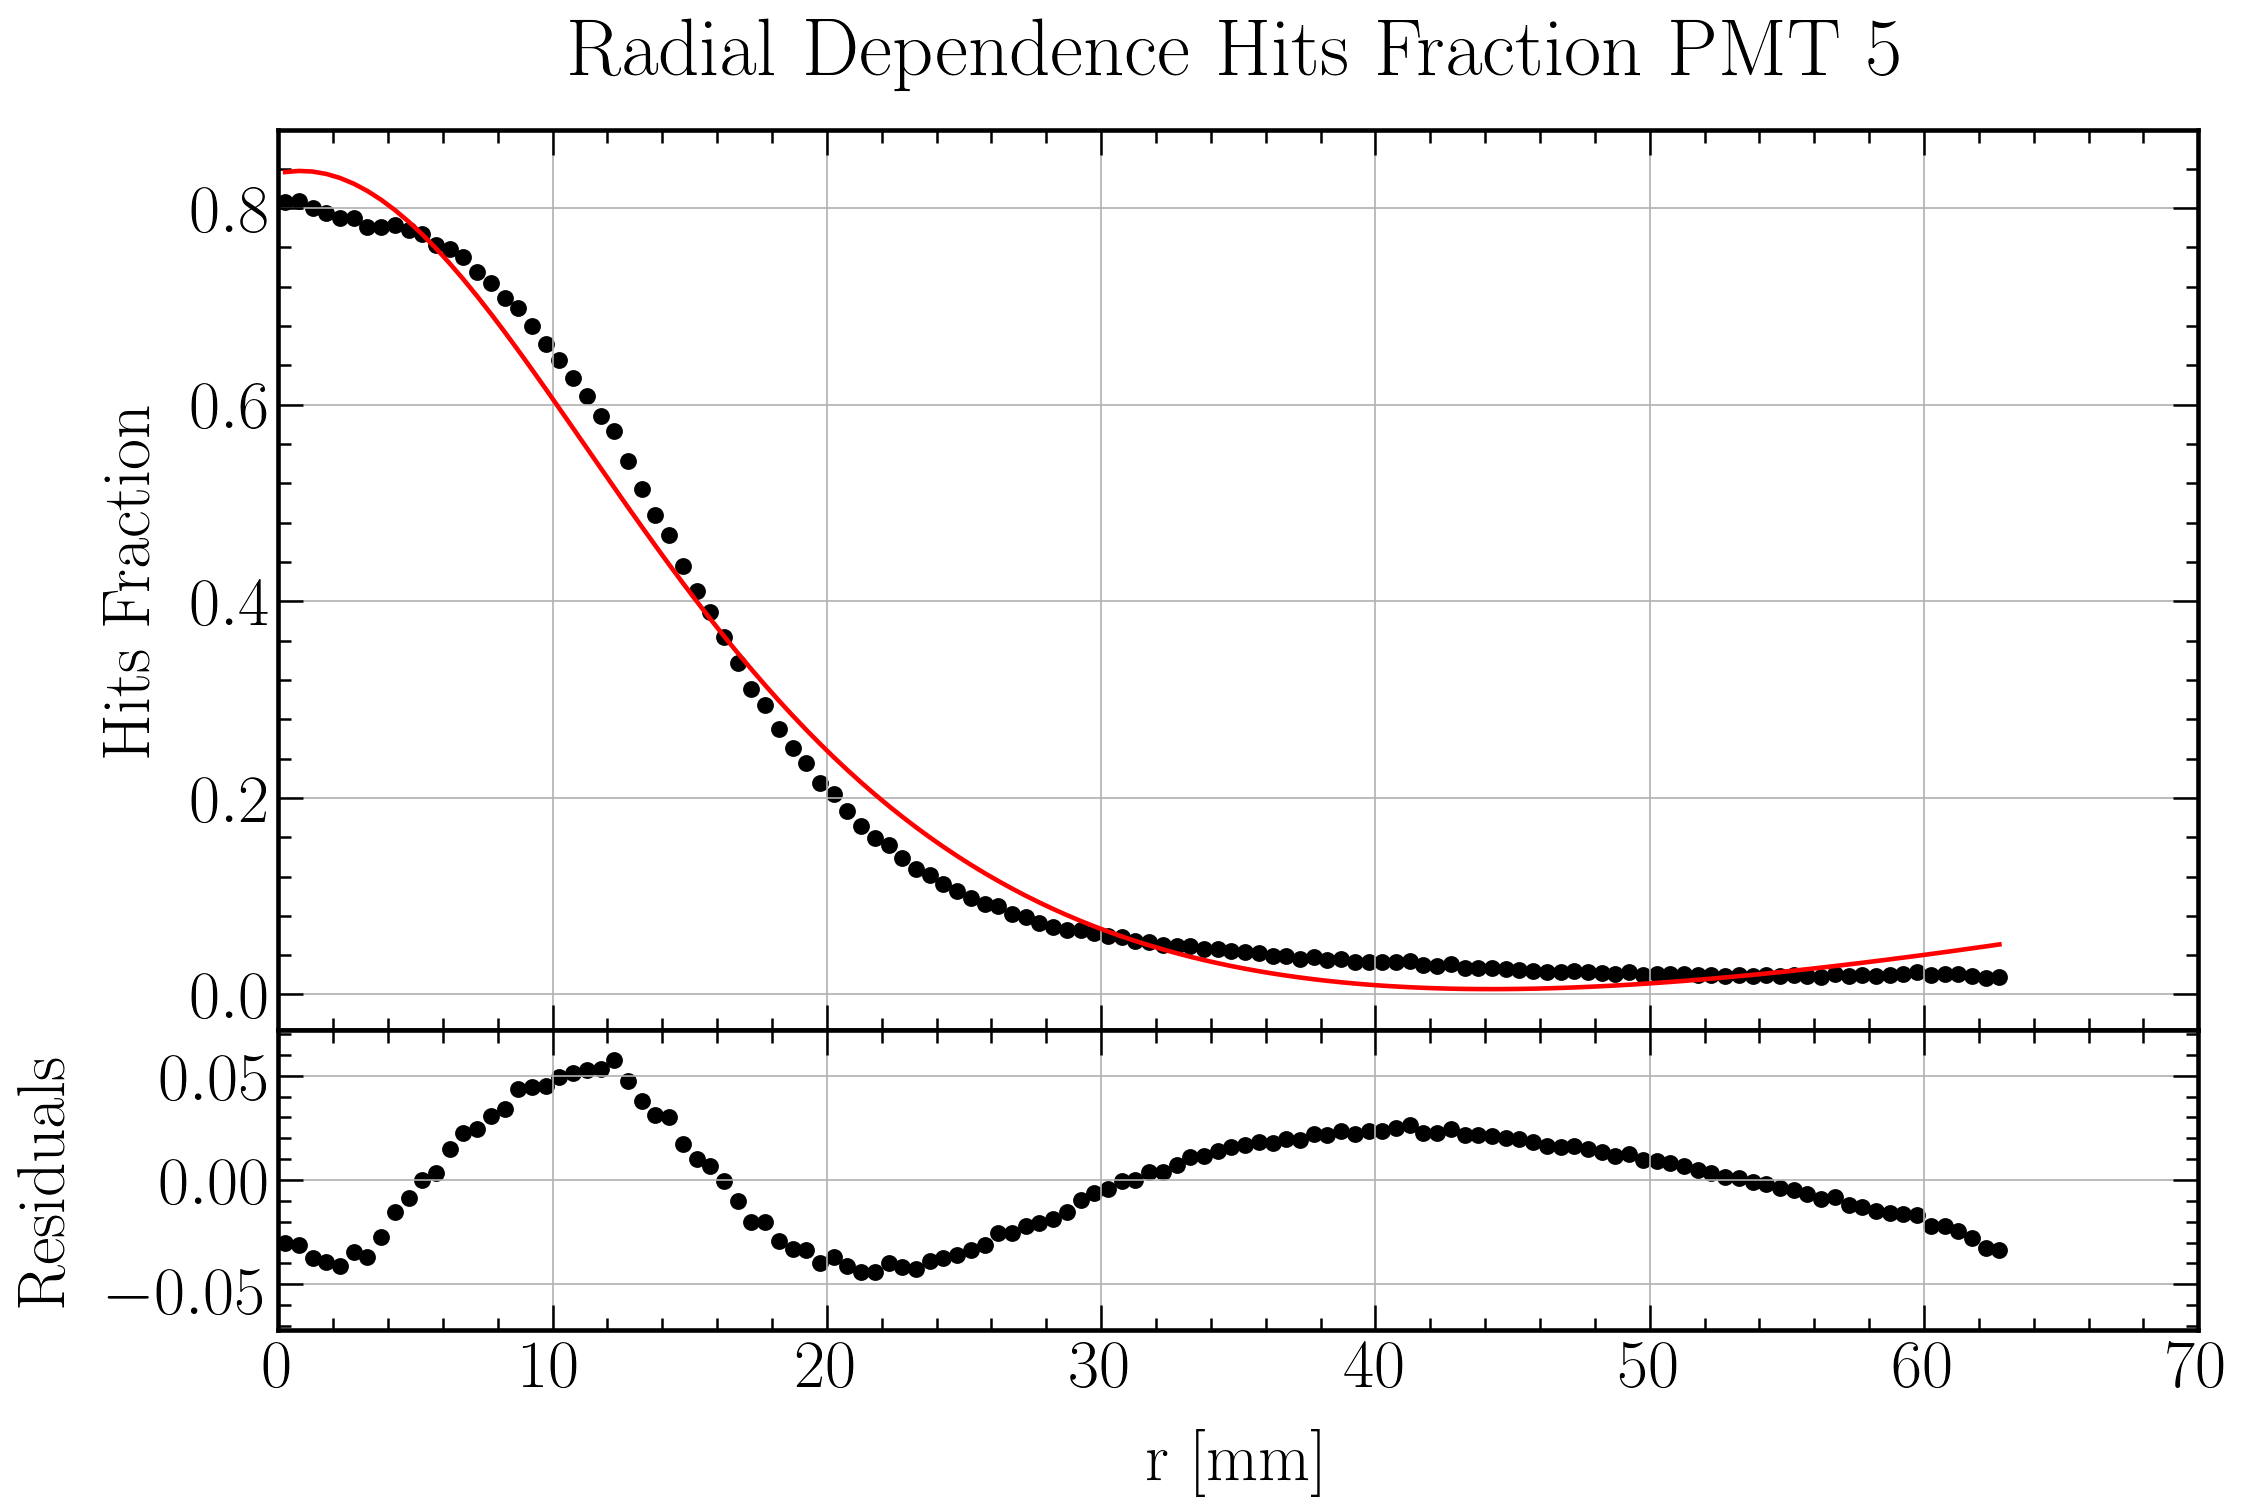 Radial Dependence Hits Fraction PMT 5
Hits Fraction
0.8
0.6
0.4
0.2
0.0
Residuals
0.05
0.00
−0.05
0 10 20 30 40 50 60 70
r [mm]